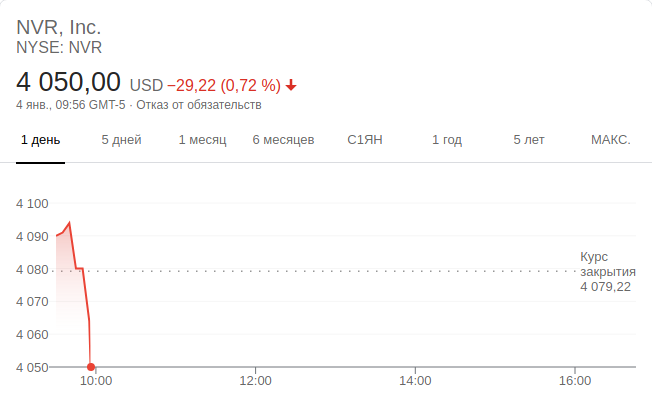 NVR, Inc.
NYSE: NVR
4 050,00 USD −29,22 (0,72 %)
4 янв., 09:56 GMT-5 · Отказ от обязательств
1 день 5 дней 1 месяц 6 месяцев С1ЯН 1 год 5 лет МАКС.
4 100
4 090
4 080
4 070
4 060
4 050
Курс
закрытия
4 079,22
10:00 12:00 14:00 16:00